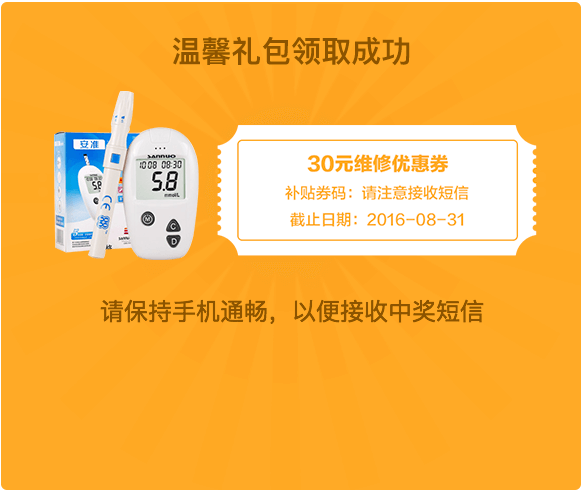 温馨礼包领取成功
安准
SANNUO
10-08 08:30
5.8
mmol/L
M
C
D
30元维修优惠券
补贴券码：请注意接收短信
截止日期：2016-08-31
请保持手机通畅，以便接收中奖短信